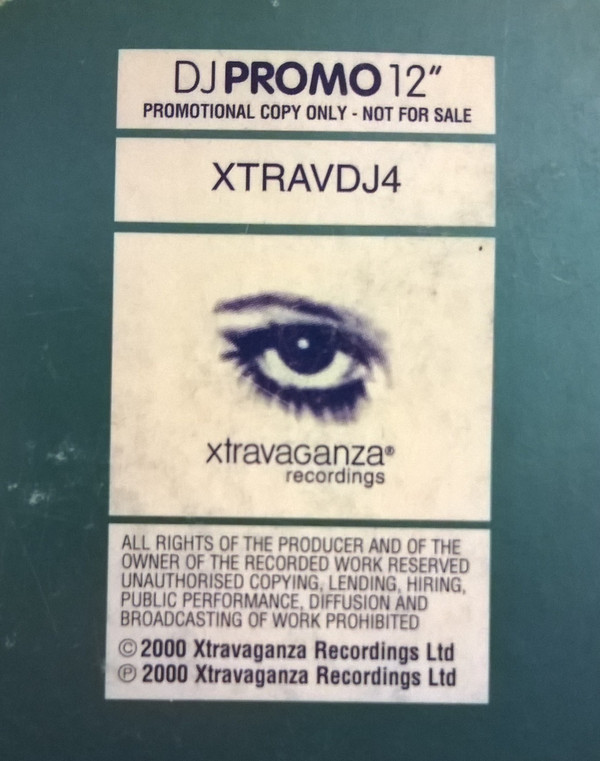 DJ PROMO 12"
PROMOTIONAL COPY ONLY - NOT FOR SALE
XTRAVDJ4
xtravaGanza®
recordings
ALL RIGHTS OF THE PRODUCER AND OF THE
OWNER OF THE RECORDED WORK RESERVED
UNAUTHORISED COPYING, LENDING, HIRING,
PUBLIC PERFORMANCE, DIFFUSION AND
BROADCASTING OF WORK PROHIBITED
© 2000 Xtravaganza Recordings Ltd
℗ 2000 Xtravaganza Recordings Ltd